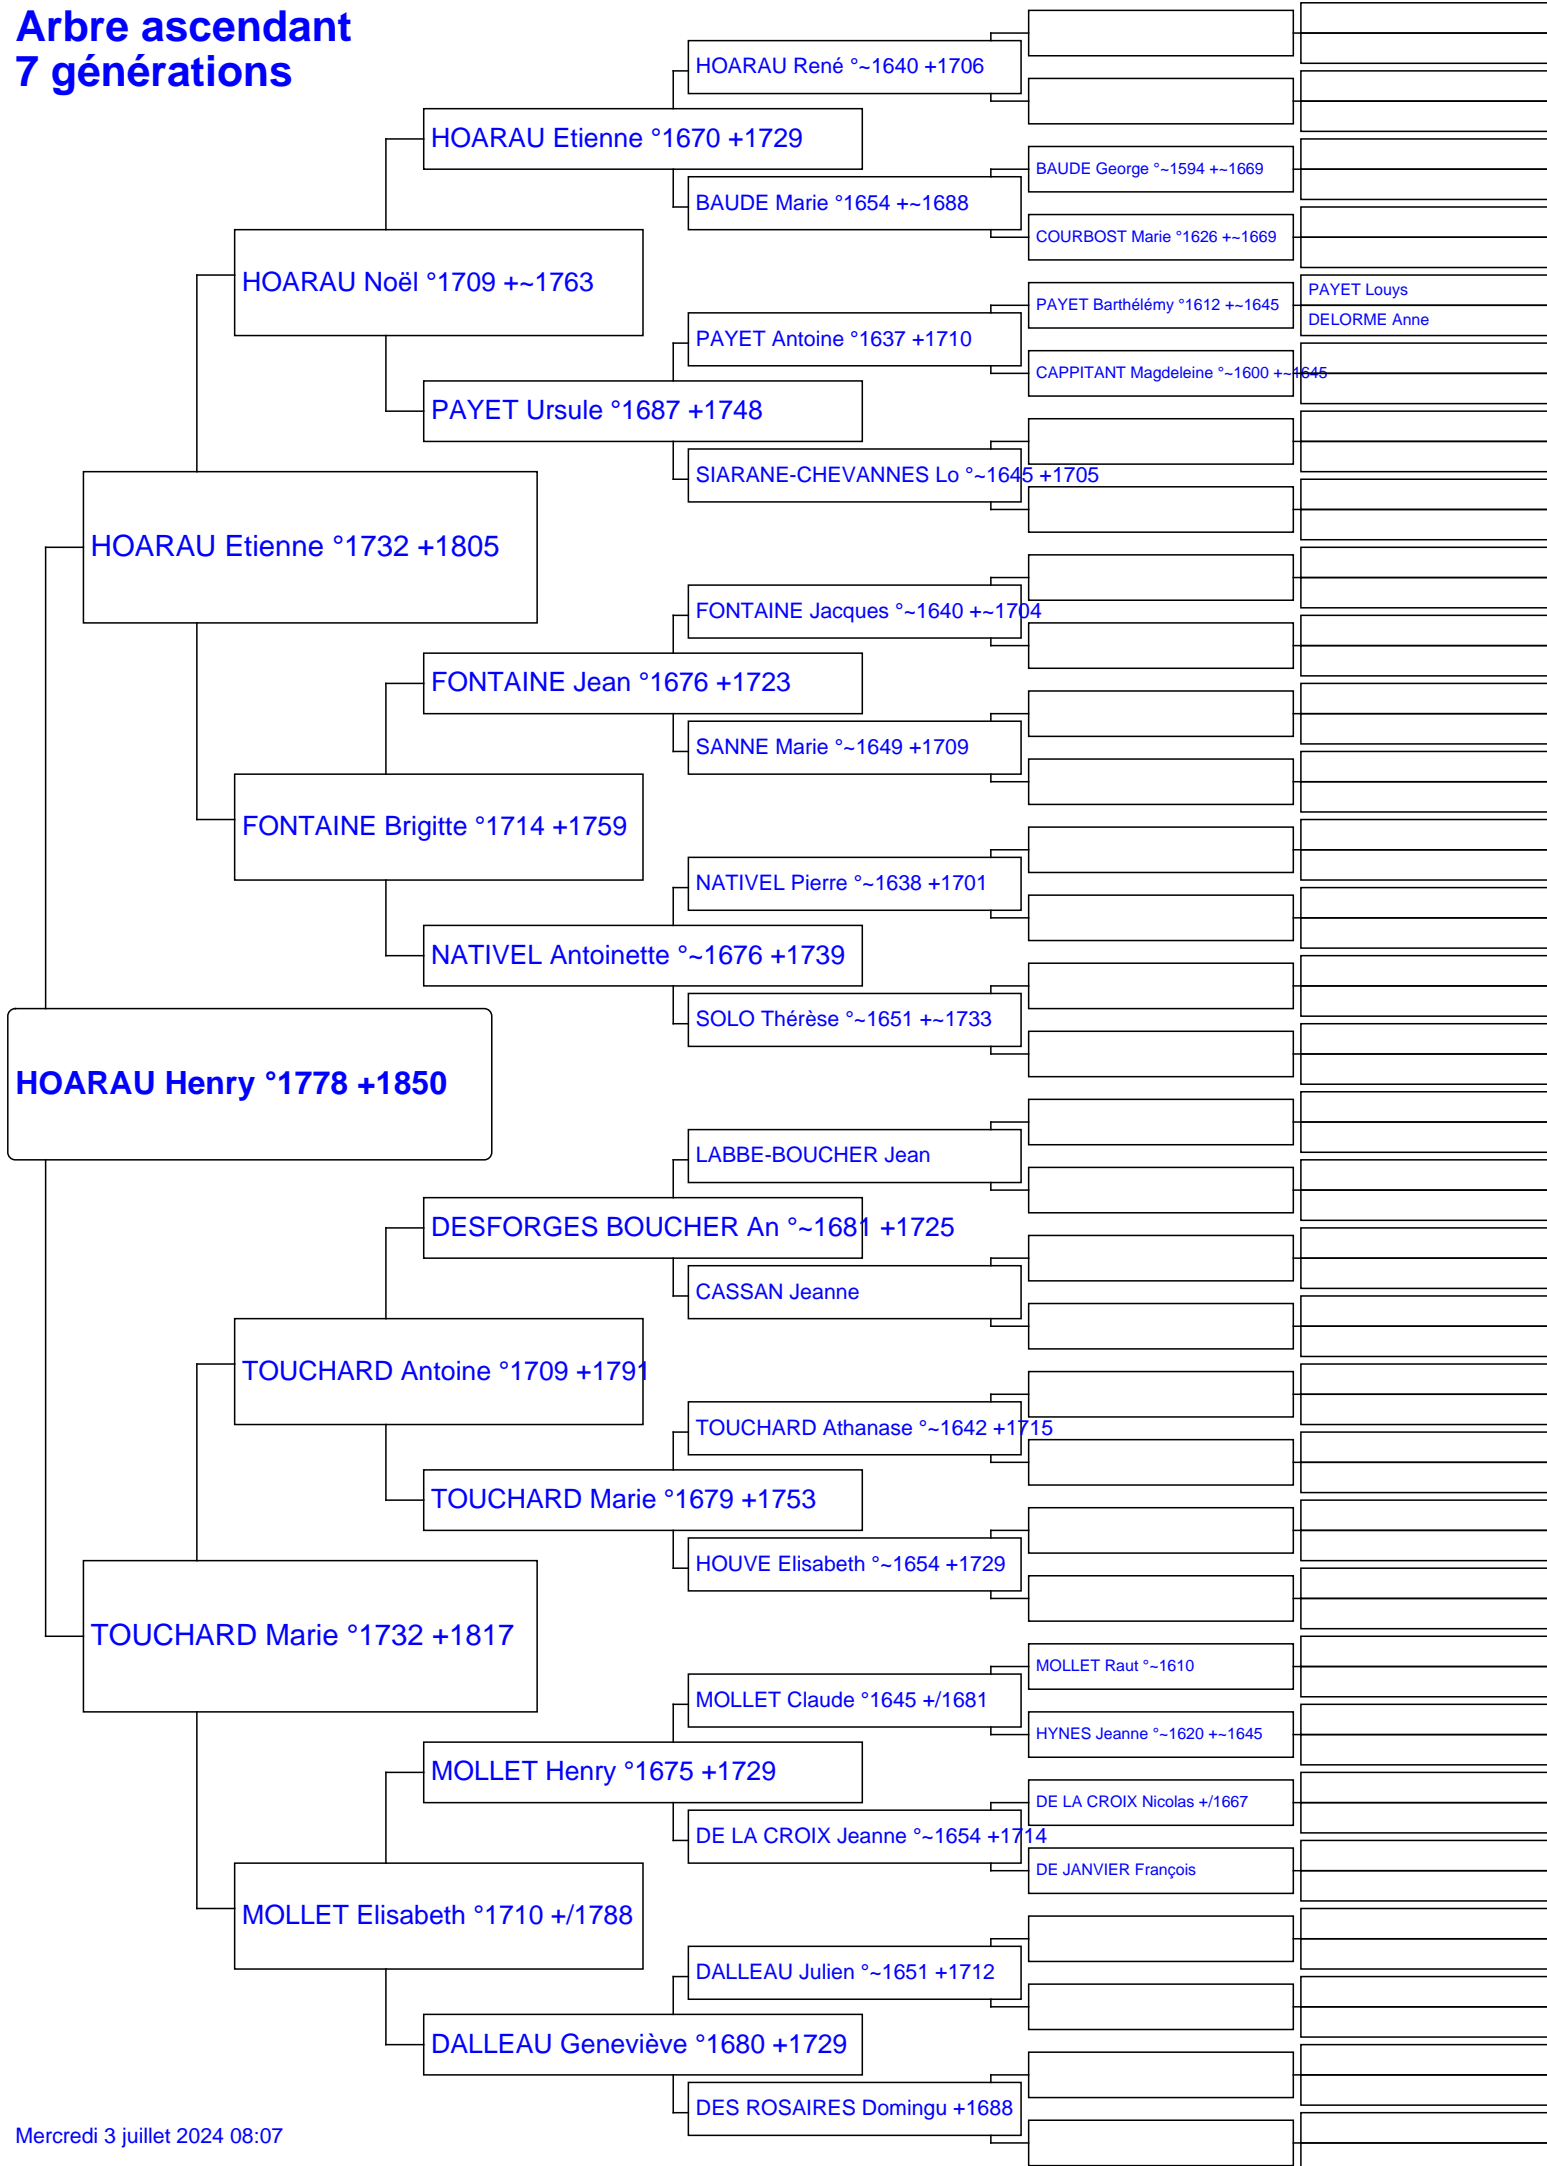 Arbre ascendant
7 générations
HOARAU René °~1640 +1706
HOARAU Etienne °1670 +1729
BAUDE George °~1594 +~1669
BAUDE Marie °1654 +~1688
COURBOST Marie °1626 +~1669
HOARAU Noël °1709 +~1763
PAYET Louys
PAYET Barthélémy °1612 +~1645
DELORME Anne
PAYET Antoine °1637 +1710
CAPPITANT Magdeleine °~1600 +~1645
PAYET Ursule °1687 +1748
SIARANE-CHEVANNES Lo °~1645 +1705
HOARAU Etienne °1732 +1805
FONTAINE Jacques °~1640 +~1704
FONTAINE Jean °1676 +1723
SANNE Marie °~1649 +1709
FONTAINE Brigitte °1714 +1759
NATIVEL Pierre °~1638 +1701
NATIVEL Antoinette °~1676 +1739
SOLO Thérèse °~1651 +~1733
HOARAU Henry °1778 +1850
LABBE-BOUCHER Jean
DESFORGES BOUCHER An °~1681 +1725
CASSAN Jeanne
TOUCHARD Antoine °1709 +1791
TOUCHARD Athanase °~1642 +1715
TOUCHARD Marie °1679 +1753
HOUVE Elisabeth °~1654 +1729
TOUCHARD Marie °1732 +1817
MOLLET Raut °~1610
MOLLET Claude °1645 +/1681
HYNES Jeanne °~1620 +~1645
MOLLET Henry °1675 +1729
DE LA CROIX Nicolas +/1667
DE LA CROIX Jeanne °~1654 +1714
DE JANVIER François
MOLLET Elisabeth °1710 +/1788
DALLEAU Julien °~1651 +1712
DALLEAU Geneviève °1680 +1729
DES ROSAIRES Domingu +1688
Mercredi 3 juillet 2024 08:07